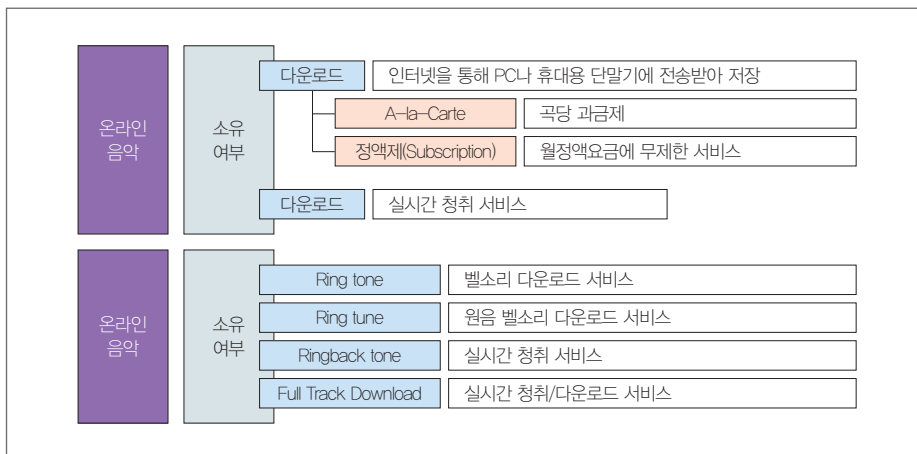 온라인
음악
소유
여부
다운로드
인터넷을 통해 PC나 휴대용 단말기에 전송받아 저장
A-la-Carte
곡당 과금제
정액제(Subscription)
월정액요금에 무제한 서비스
다운로드
실시간 청취 서비스
온라인
음악
소유
여부
Ring tone
벨소리 다운로드 서비스
Ring tune
원음 벨소리 다운로드 서비스
Ringback tone
실시간 청취 서비스
Full Track Download
실시간 청취/다운로드 서비스